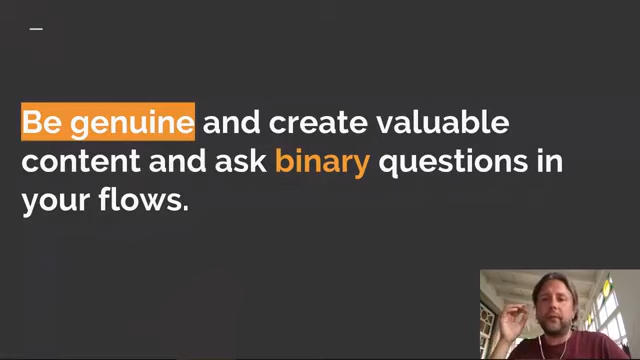 Be genuine and create valuable
content and ask binary questions in
your flows.